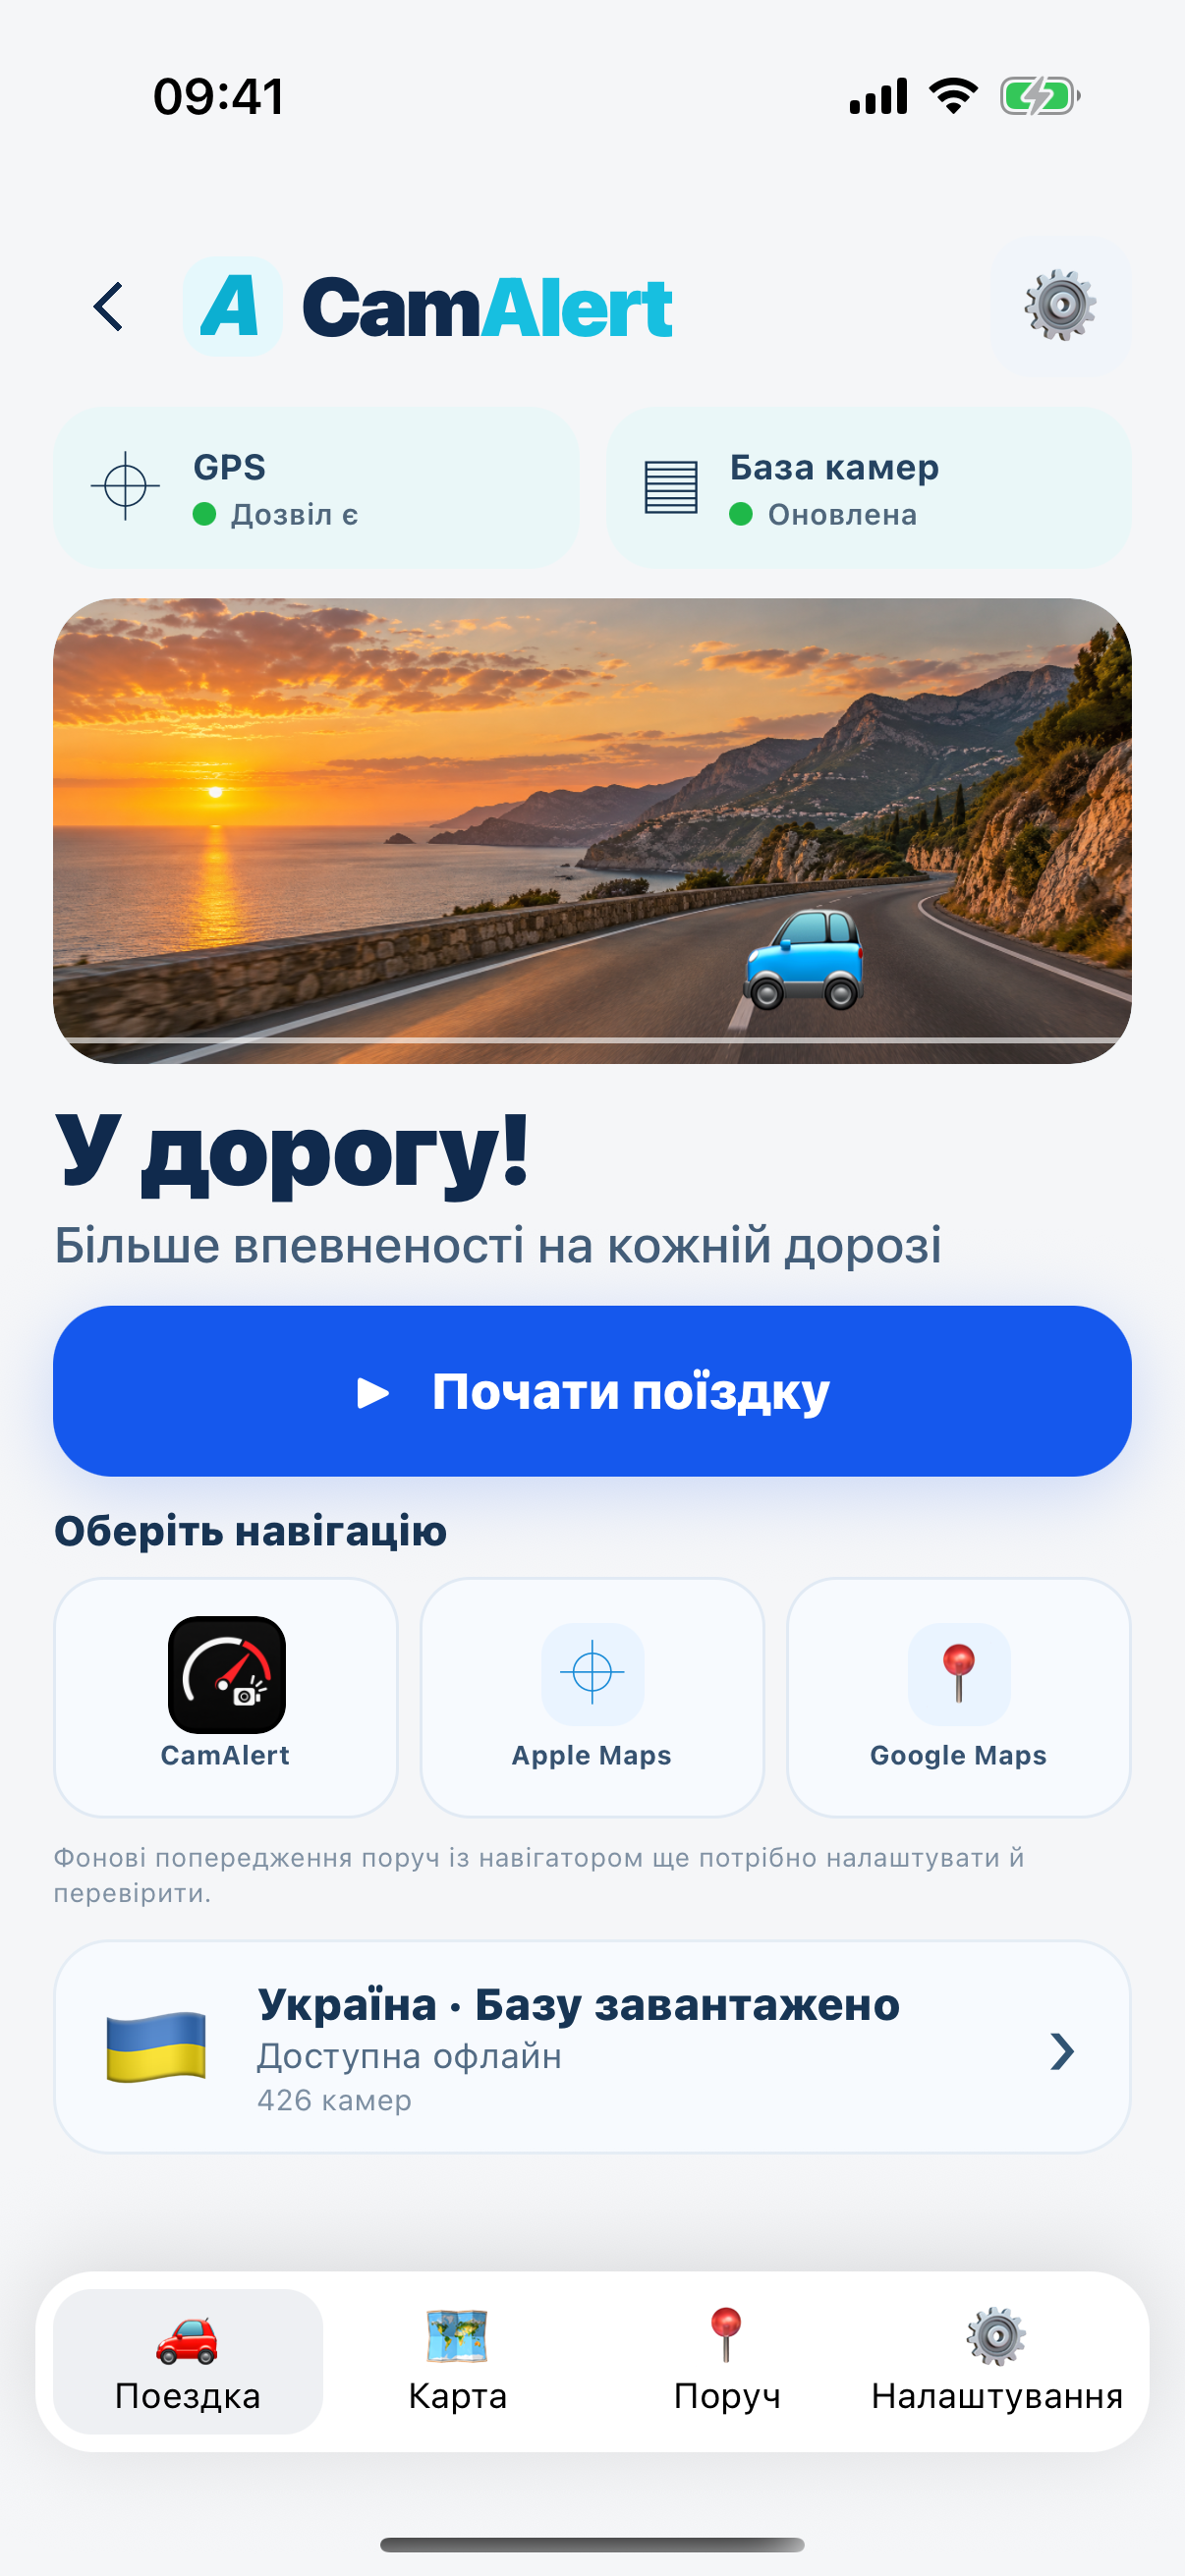 09:41
A CamAlert
GPS
Дозвіл є
База камер
Оновлена
У дорогу!
Більше впевненості на кожній дорозі
Почати поїздку
Оберіть навігацію
CamAlert
Apple Maps
Google Maps
Фонові попередження поруч із навігатором ще потрібно налаштувати й
перевірити.
Україна · Базу завантажено
Доступна офлайн
426 камер
Поездка
Карта
Поруч
Налаштування